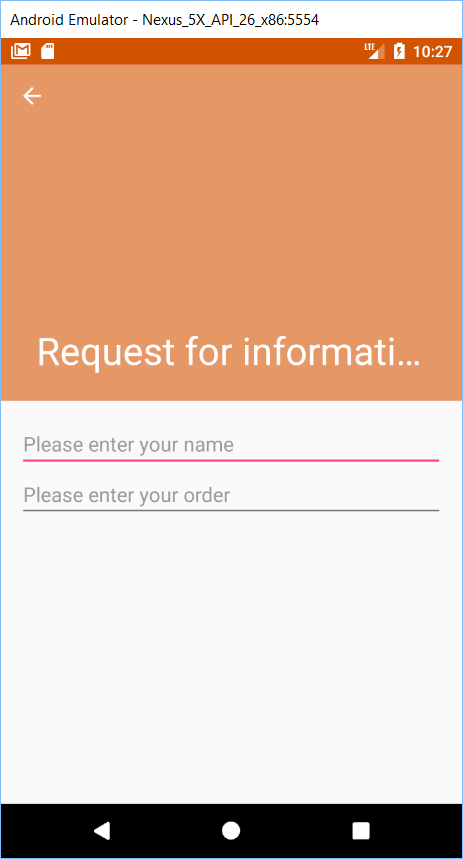 Android Emulator - Nexus_5X_API_26_x86:5554
LTE 10:27
Request for informati...
Please enter your name
Please enter your order